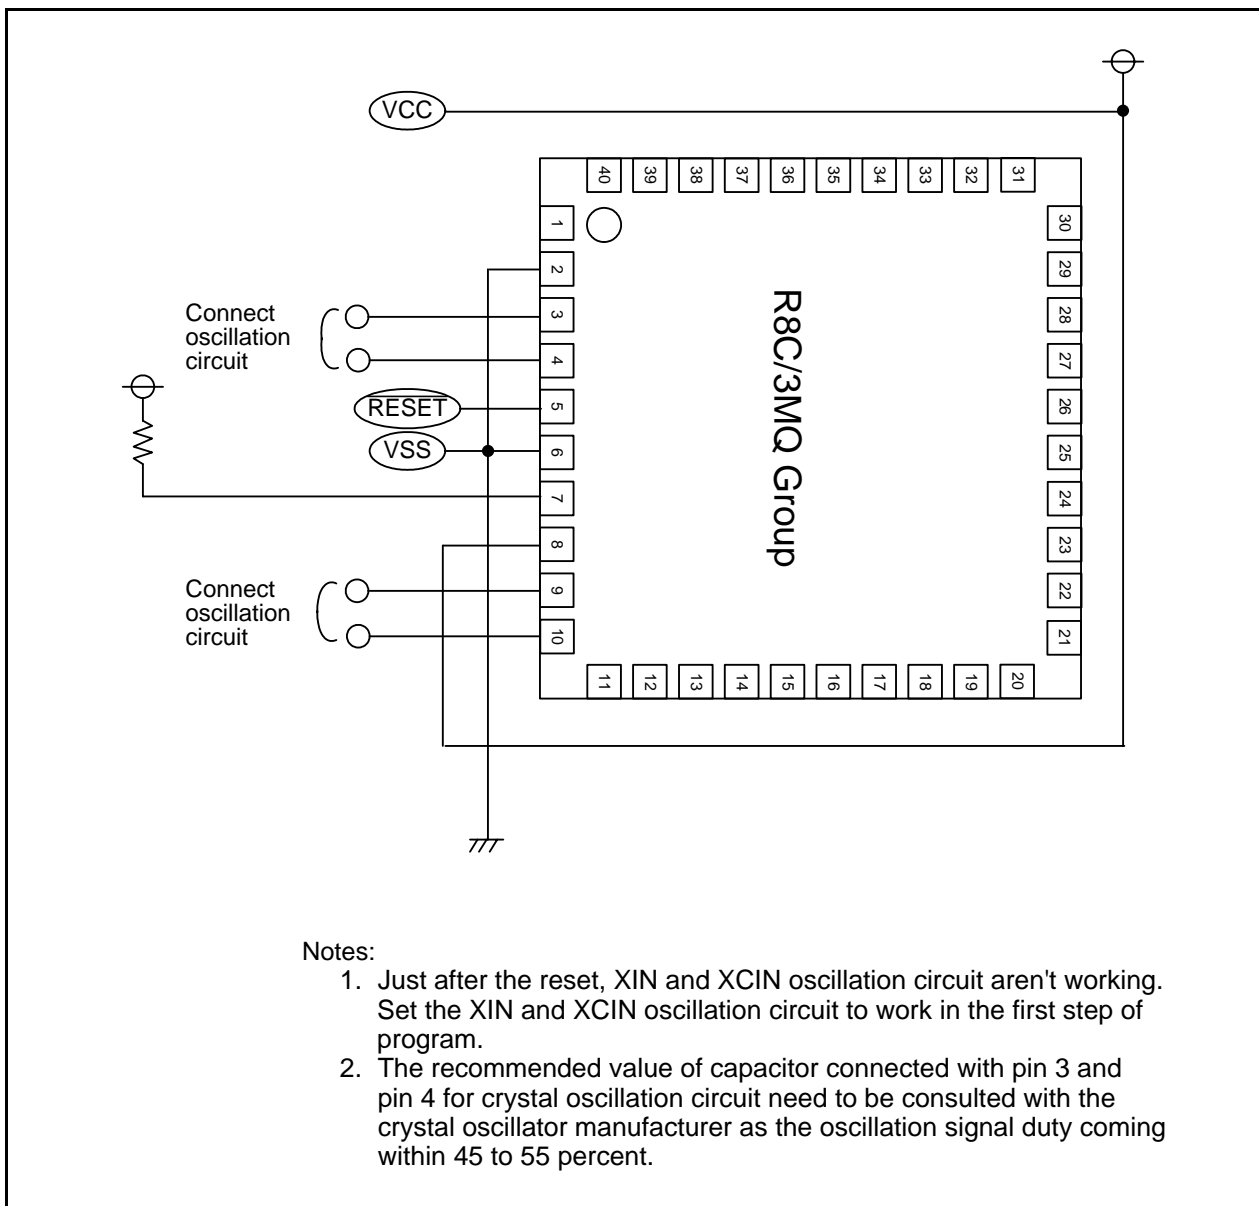 VCC
40 39 38 37 36 35 34 33 32 31
1
2
3
4
5
6
7
8
9
10
Connect
oscillation
circuit
RESET
VSS
Connect
oscillation
circuit
R8C/3MQ Group
30
29
28
27
26
25
24
23
22
21
11 12 13 14 15 16 17 18 19 20
Notes:
1. Just after the reset, XIN and XCIN oscillation circuit aren't working.
Set the XIN and XCIN oscillation circuit to work in the first step of
program.
2. The recommended value of capacitor connected with pin 3 and
pin 4 for crystal oscillation circuit need to be consulted with the
crystal oscillator manufacturer as the oscillation signal duty coming
within 45 to 55 percent.